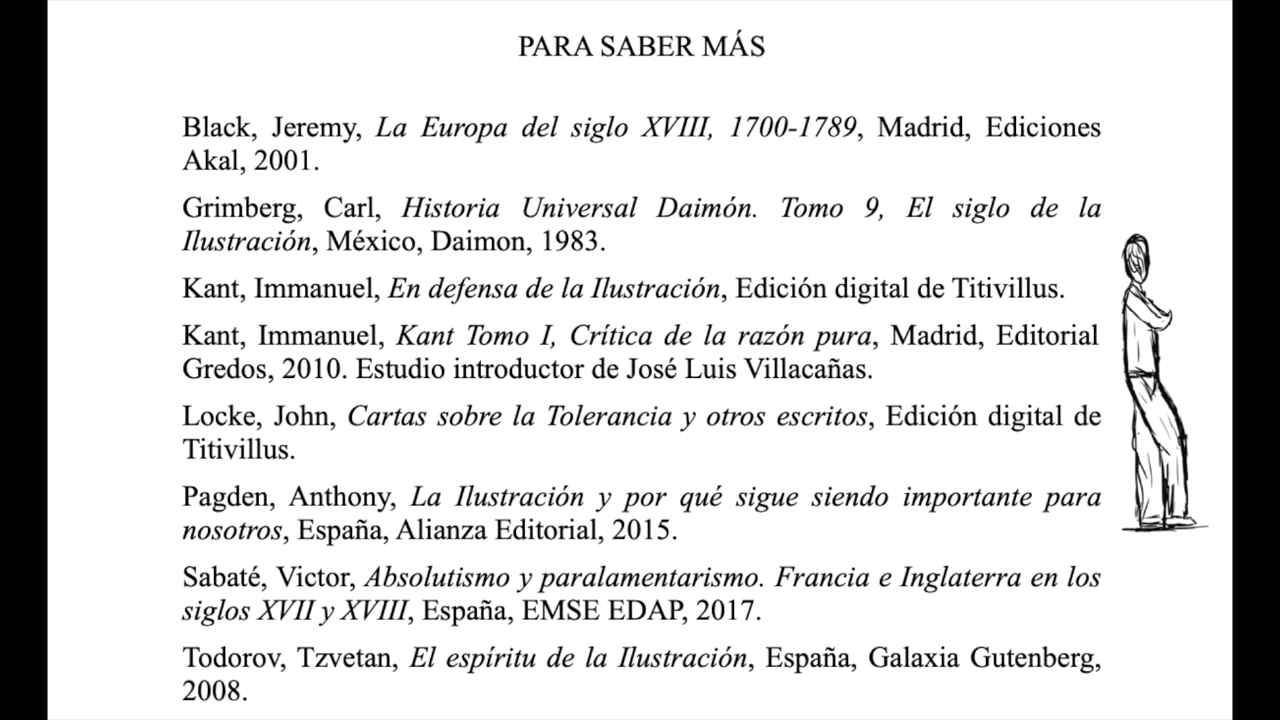 PARA SABER MÁS
Black, Jeremy, La Europa del siglo XVIII, 1700-1789, Madrid, Ediciones
Akal, 2001.
Grimberg, Carl, Historia Universal Daimón. Tomo 9, El siglo de la
Ilustración, México, Daimon, 1983.
Kant, Immanuel, En defensa de la Ilustración, Edición digital de Titivillus.
Kant, Immanuel, Kant Tomo I, Crítica de la razón pura, Madrid, Editorial
Gredos, 2010. Estudio introductor de José Luis Villacañas.
Locke, John, Cartas sobre la Tolerancia y otros escritos, Edición digital de
Titivillus.
Pagden, Anthony, La Ilustración y por qué sigue siendo importante para
nosotros, España, Alianza Editorial, 2015.
Sabaté, Victor, Absolutismo y paralamentarismo. Francia e Inglaterra en los
siglos XVII y XVIII, España, EMSE EDAP, 2017.
Todorov, Tzvetan, El espíritu de la Ilustración, España, Galaxia Gutenberg,
2008.